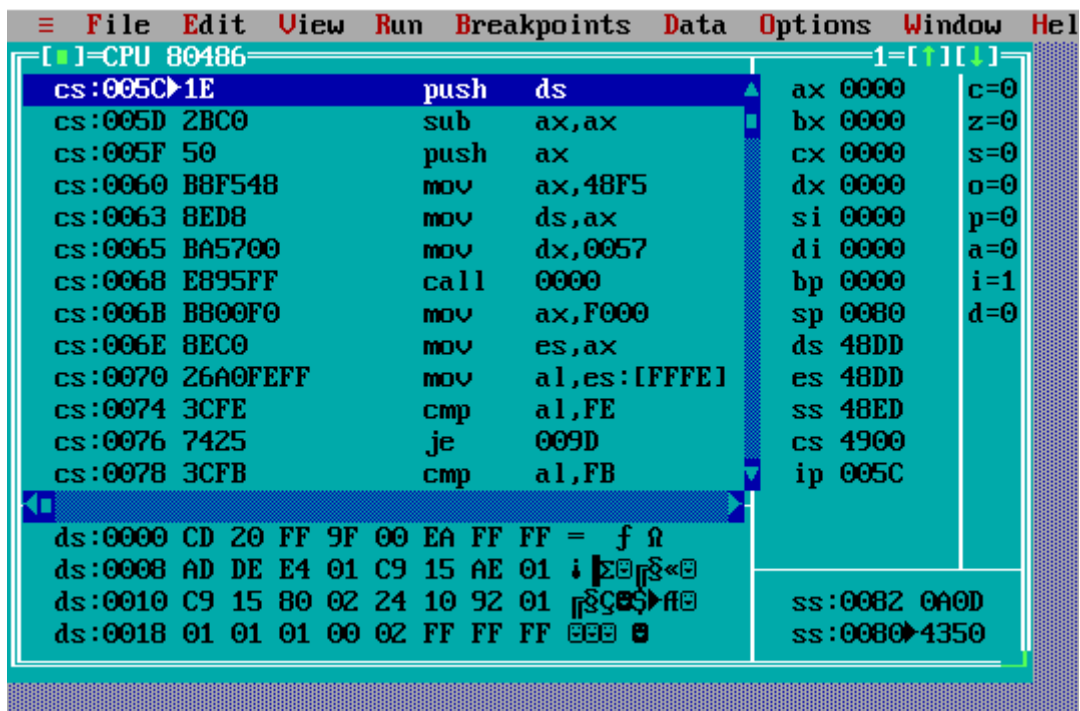 ≡ File Edit View Run Breakpoints Data Options Window Hel
[■]=CPU 80486 1=[↑][↓]
cs:005C▶1E push ds ax 0000 c=0
cs:005D 2BC0 sub ax,ax bx 0000 z=0
cs:005F 50 push ax cx 0000 s=0
cs:0060 B8F548 mov ax,48F5 dx 0000 o=0
cs:0063 8ED8 mov ds,ax si 0000 p=0
cs:0065 BA5700 mov dx,0057 di 0000 a=0
cs:0068 E895FF call 0000 bp 0000 i=1
cs:006B B800F0 mov ax,F000 sp 0080 d=0
cs:006E 8EC0 mov es,ax ds 48DD
cs:0070 26A0FEFF mov al,es:[FFFE] es 48DD
cs:0074 3CFE cmp al,FE ss 48ED
cs:0076 7425 je 009D cs 4900
cs:0078 3CFB cmp al,FB ip 005C
ds:0000 CD 20 FF 9F 00 EA FF FF = ƒ Ω
ds:0008 AD DE E4 01 C9 15 AE 01 ¡▐Σ☺╔§«☺
ds:0010 C9 15 80 02 24 10 92 01 ╔§Ç☻$▶Æ☺ ss:0082 0A0D
ds:0018 01 01 01 00 02 FF FF FF ☺☺☺ ☻ ss:0080▶4350